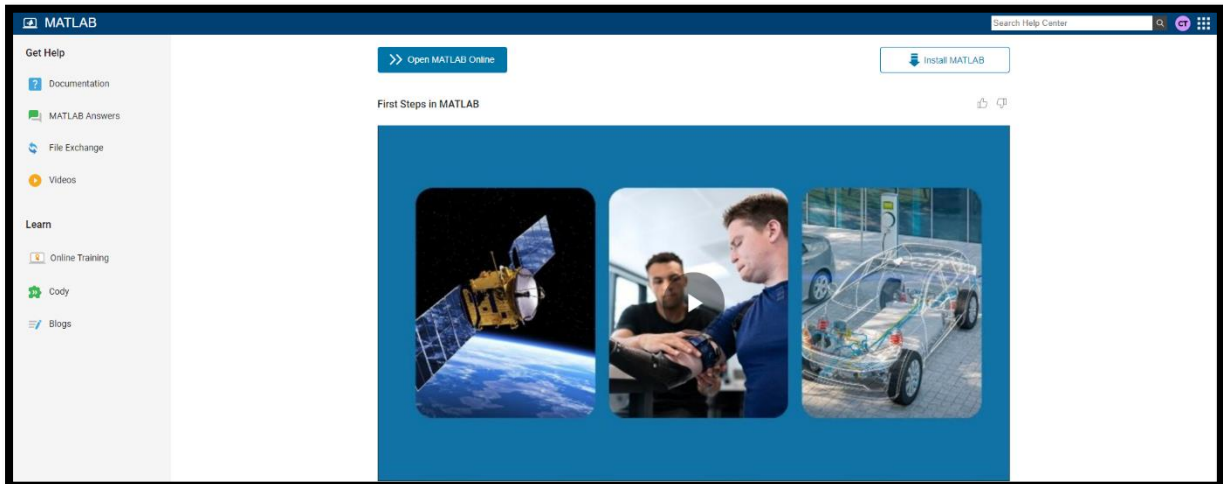 MATLAB
Search Help Center
CT
Get Help
Documentation
MATLAB Answers
File Exchange
Videos
Learn
Online Training
Cody
Blogs
Open MATLAB Online
Install MATLAB
First Steps in MATLAB